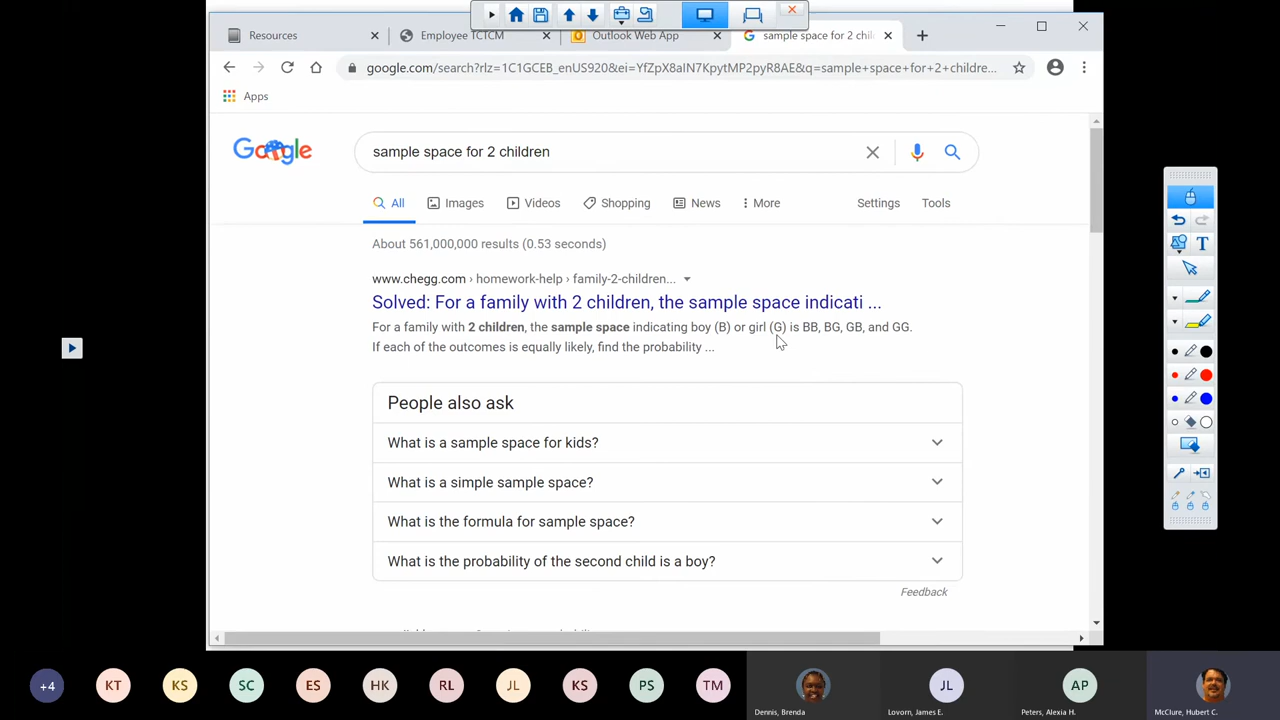 Resources
Employee TCTCM
Outlook Web App
sample space for 2 chil
google.com/search?rlz=1C1GCEB_enUS920&ei=YfZpX8aIN7KpytMP2pyR8AE&q=sample+space+for+2+childre...
Apps
Google
sample space for 2 children
All
Images
Videos
Shopping
News
More
Settings
Tools
About 561,000,000 results (0.53 seconds)
www.chegg.com › homework-help › family-2-children...
Solved: For a family with 2 children, the sample space indicati ...
For a family with 2 children, the sample space indicating boy (B) or girl (G) is BB, BG, GB, and GG.
If each of the outcomes is equally likely, find the probability ...
People also ask
What is a sample space for kids?
What is a simple sample space?
What is the formula for sample space?
What is the probability of the second child is a boy?
Feedback
T
+4
KT
KS
SC
ES
HK
RL
JL
KS
PS
TM
JL
AP
Dennis, Brenda
Lovorn, James E.
Peters, Alexia H.
McClure, Hubert C.